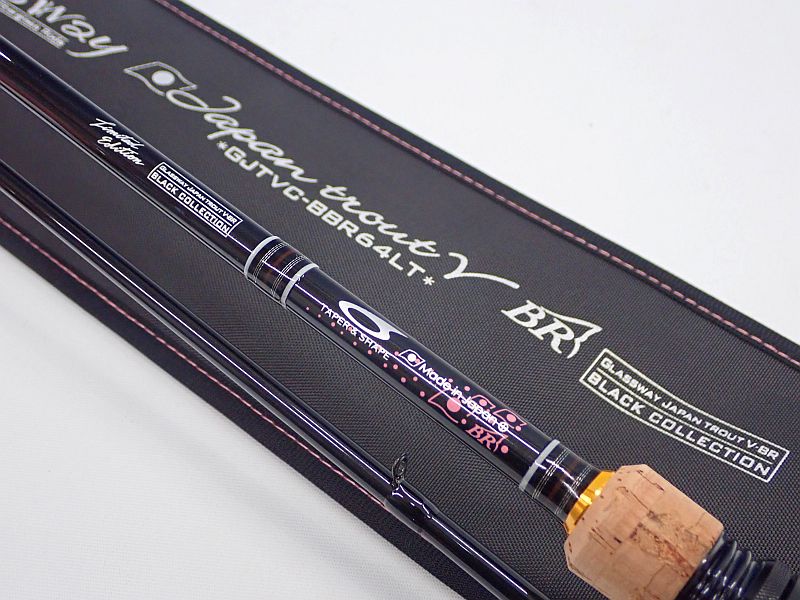 Way
Japan trout V
*GJTVC-BBR64LT*
BR
GLASSWAY JAPAN TROUT V-BR
BLACK COLLECTION
Limited
Edition
GLASSWAY JAPAN TROUT V-BR
BLACK COLLECTION
TAPER & SHAPE
Made in Japan
BR